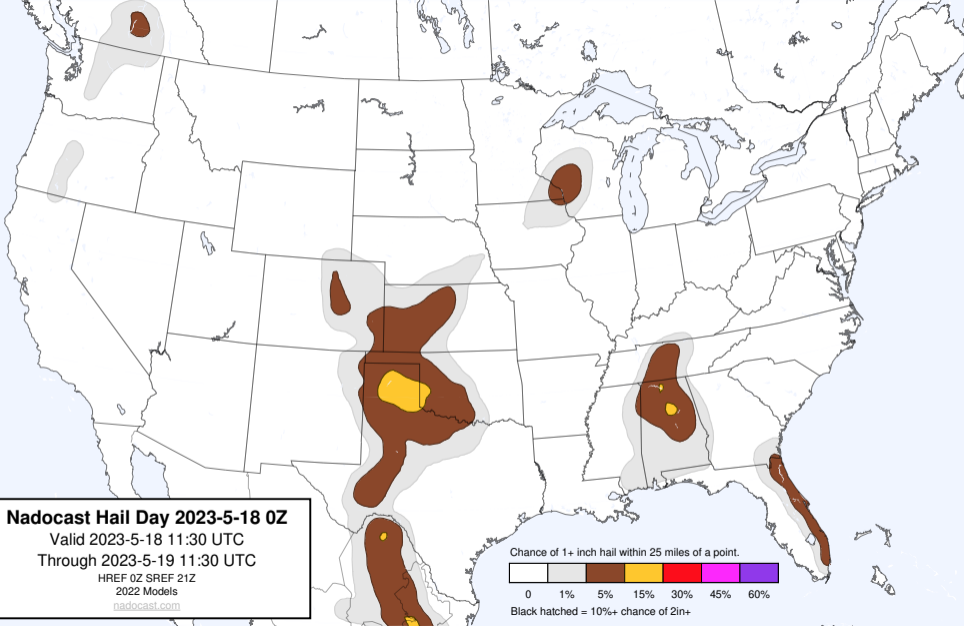 Nadocast Hail Day 2023-5-18 0Z
Valid 2023-5-18 11:30 UTC
Through 2023-5-19 11:30 UTC
HREF 0Z SREF 21Z
2022 Models
nadocast.com
Chance of 1+ inch hail within 25 miles of a point.
0 1% 5% 15% 30% 45% 60%
Black hatched = 10%+ chance of 2in+